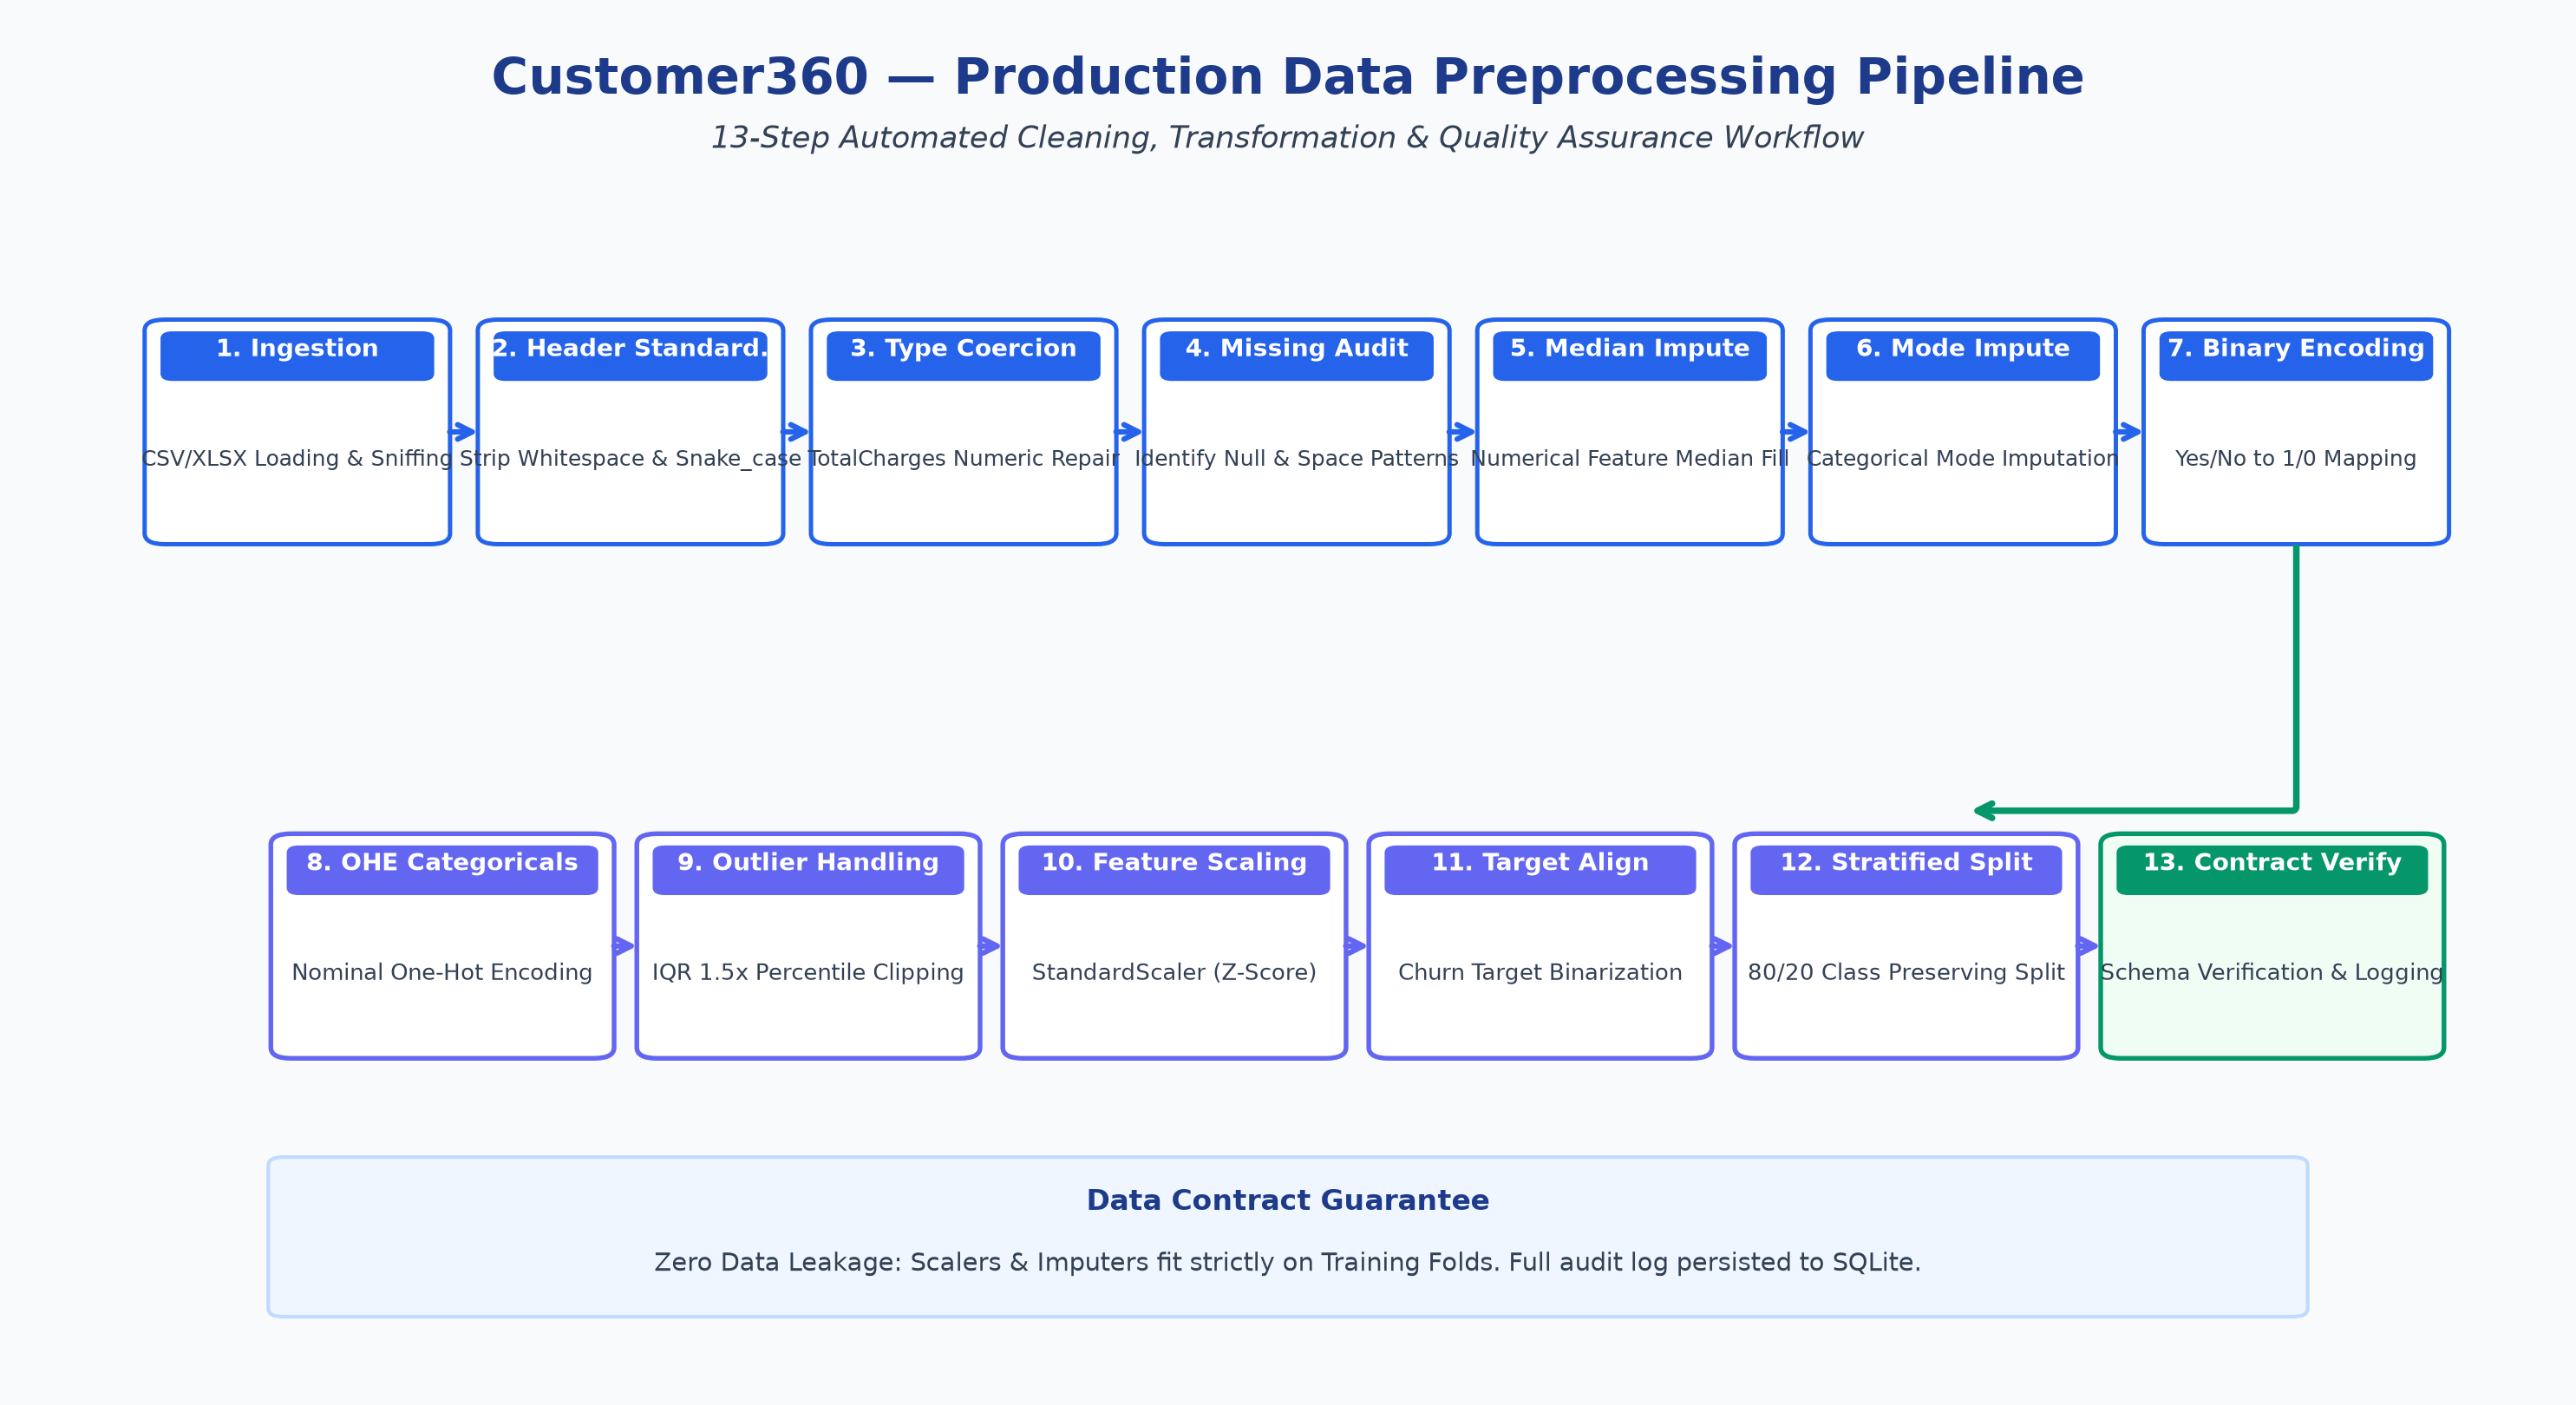 Customer360 — Production Data Preprocessing Pipeline
13-Step Automated Cleaning, Transformation & Quality Assurance Workflow
1. Ingestion
CSV/XLSX Loading & Sniffing
2. Header Standard.
Strip Whitespace & Snake_case
3. Type Coercion
TotalCharges Numeric Repair
4. Missing Audit
Identify Null & Space Patterns
5. Median Impute
Numerical Feature Median Fill
6. Mode Impute
Categorical Mode Imputation
7. Binary Encoding
Yes/No to 1/0 Mapping
8. OHE Categoricals
Nominal One-Hot Encoding
9. Outlier Handling
IQR 1.5x Percentile Clipping
10. Feature Scaling
StandardScaler (Z-Score)
11. Target Align
Churn Target Binarization
12. Stratified Split
80/20 Class Preserving Split
13. Contract Verify
Schema Verification & Logging
Data Contract Guarantee
Zero Data Leakage: Scalers & Imputers fit strictly on Training Folds. Full audit log persisted to SQLite.